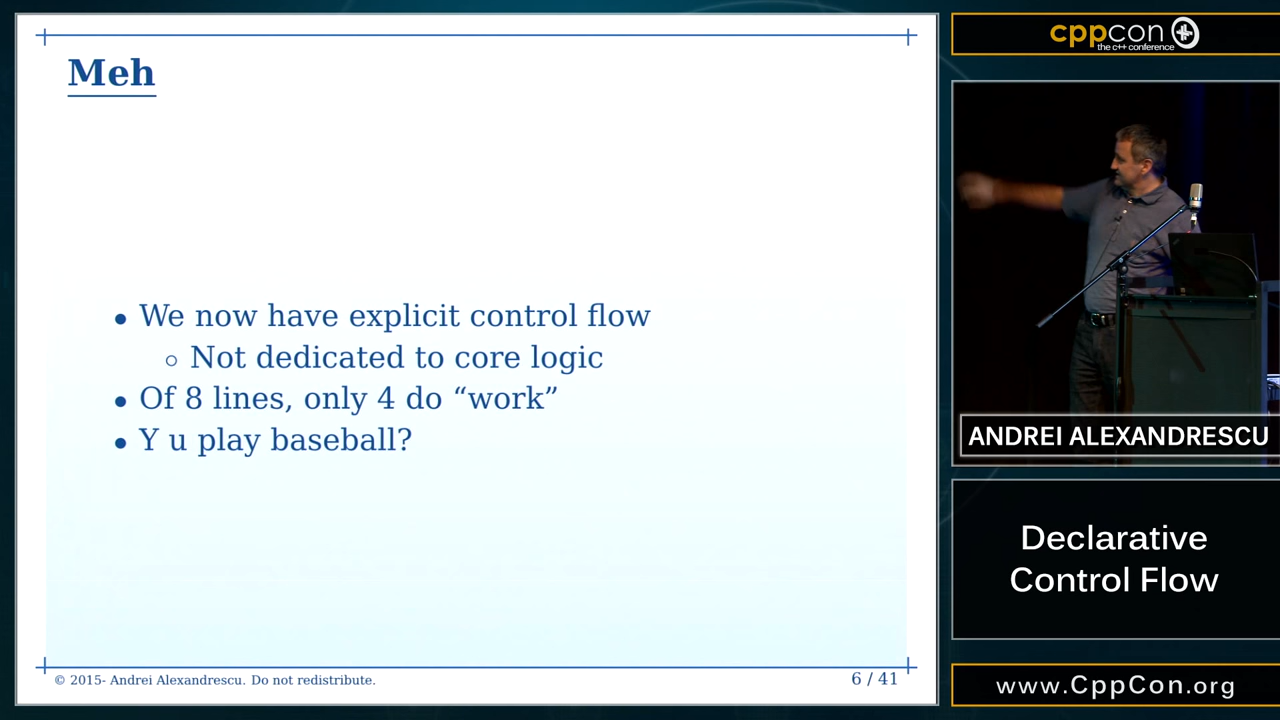 Meh
• We now have explicit control flow
◦ Not dedicated to core logic
• Of 8 lines, only 4 do “work”
• Y u play baseball?
© 2015- Andrei Alexandrescu. Do not redistribute.
6 / 41
cppcon
the c++ conference
ANDREI ALEXANDRESCU
Declarative
Control Flow
www.CppCon.org